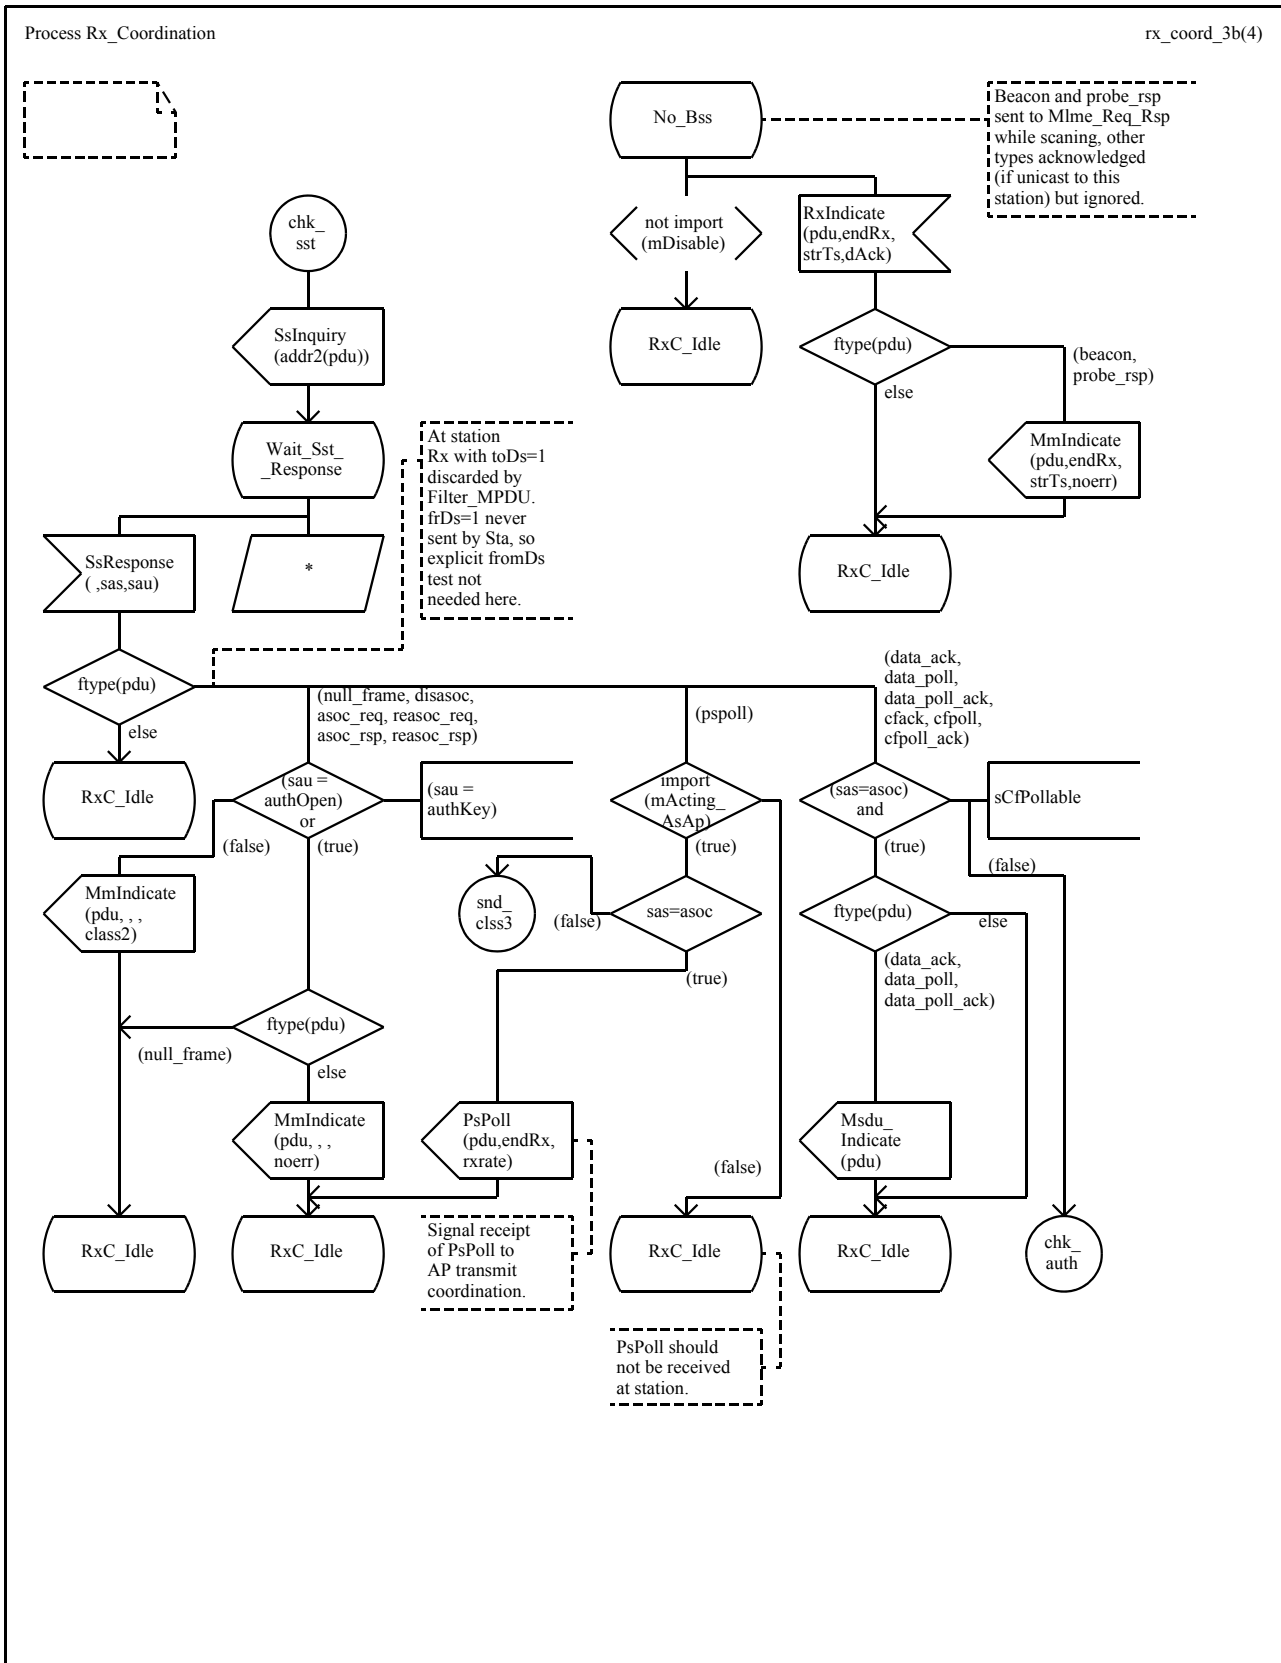 Process Rx_Coordination
rx_coord_3b(4)
No_Bss
Beacon and probe_rsp
sent to Mlme_Req_Rsp
while scaning, other
types acknowledged
(if unicast to this
station) but ignored.
chk_
sst
not import
(mDisable)
RxIndicate
(pdu,endRx,
strTs,dAck)
SsInquiry
(addr2(pdu))
RxC_Idle
ftype(pdu)
(beacon,
probe_rsp)
else
Wait_Sst_
_Response
At station
Rx with toDs=1
discarded by
Filter_MPDU.
frDs=1 never
sent by Sta, so
explicit fromDs
test not
needed here.
MmIndicate
(pdu,endRx,
strTs,noerr)
SsResponse
( ,sas,sau)
*
RxC_Idle
ftype(pdu)
else
(null_frame, disasoc,
asoc_req, reasoc_req,
asoc_rsp, reasoc_rsp)
(pspoll)
(data_ack,
data_poll,
data_poll_ack,
cfack, cfpoll,
cfpoll_ack)
RxC_Idle
(sau =
authOpen)
or
(sau =
authKey)
import
(mActing_
AsAp)
(sas=asoc)
and
sCfPollable
(false)
(true)
(true)
(true)
(false)
MmIndicate
(pdu, , ,
class2)
snd_
clss3
(false)
sas=asoc
(true)
ftype(pdu)
else
(data_ack,
data_poll,
data_poll_ack)
ftype(pdu)
(null_frame)
else
MmIndicate
(pdu, , ,
noerr)
PsPoll
(pdu,endRx,
rxrate)
(false)
Msdu_
Indicate
(pdu)
RxC_Idle
RxC_Idle
Signal receipt
of PsPoll to
AP transmit
coordination.
RxC_Idle
RxC_Idle
chk_
auth
PsPoll should
not be received
at station.